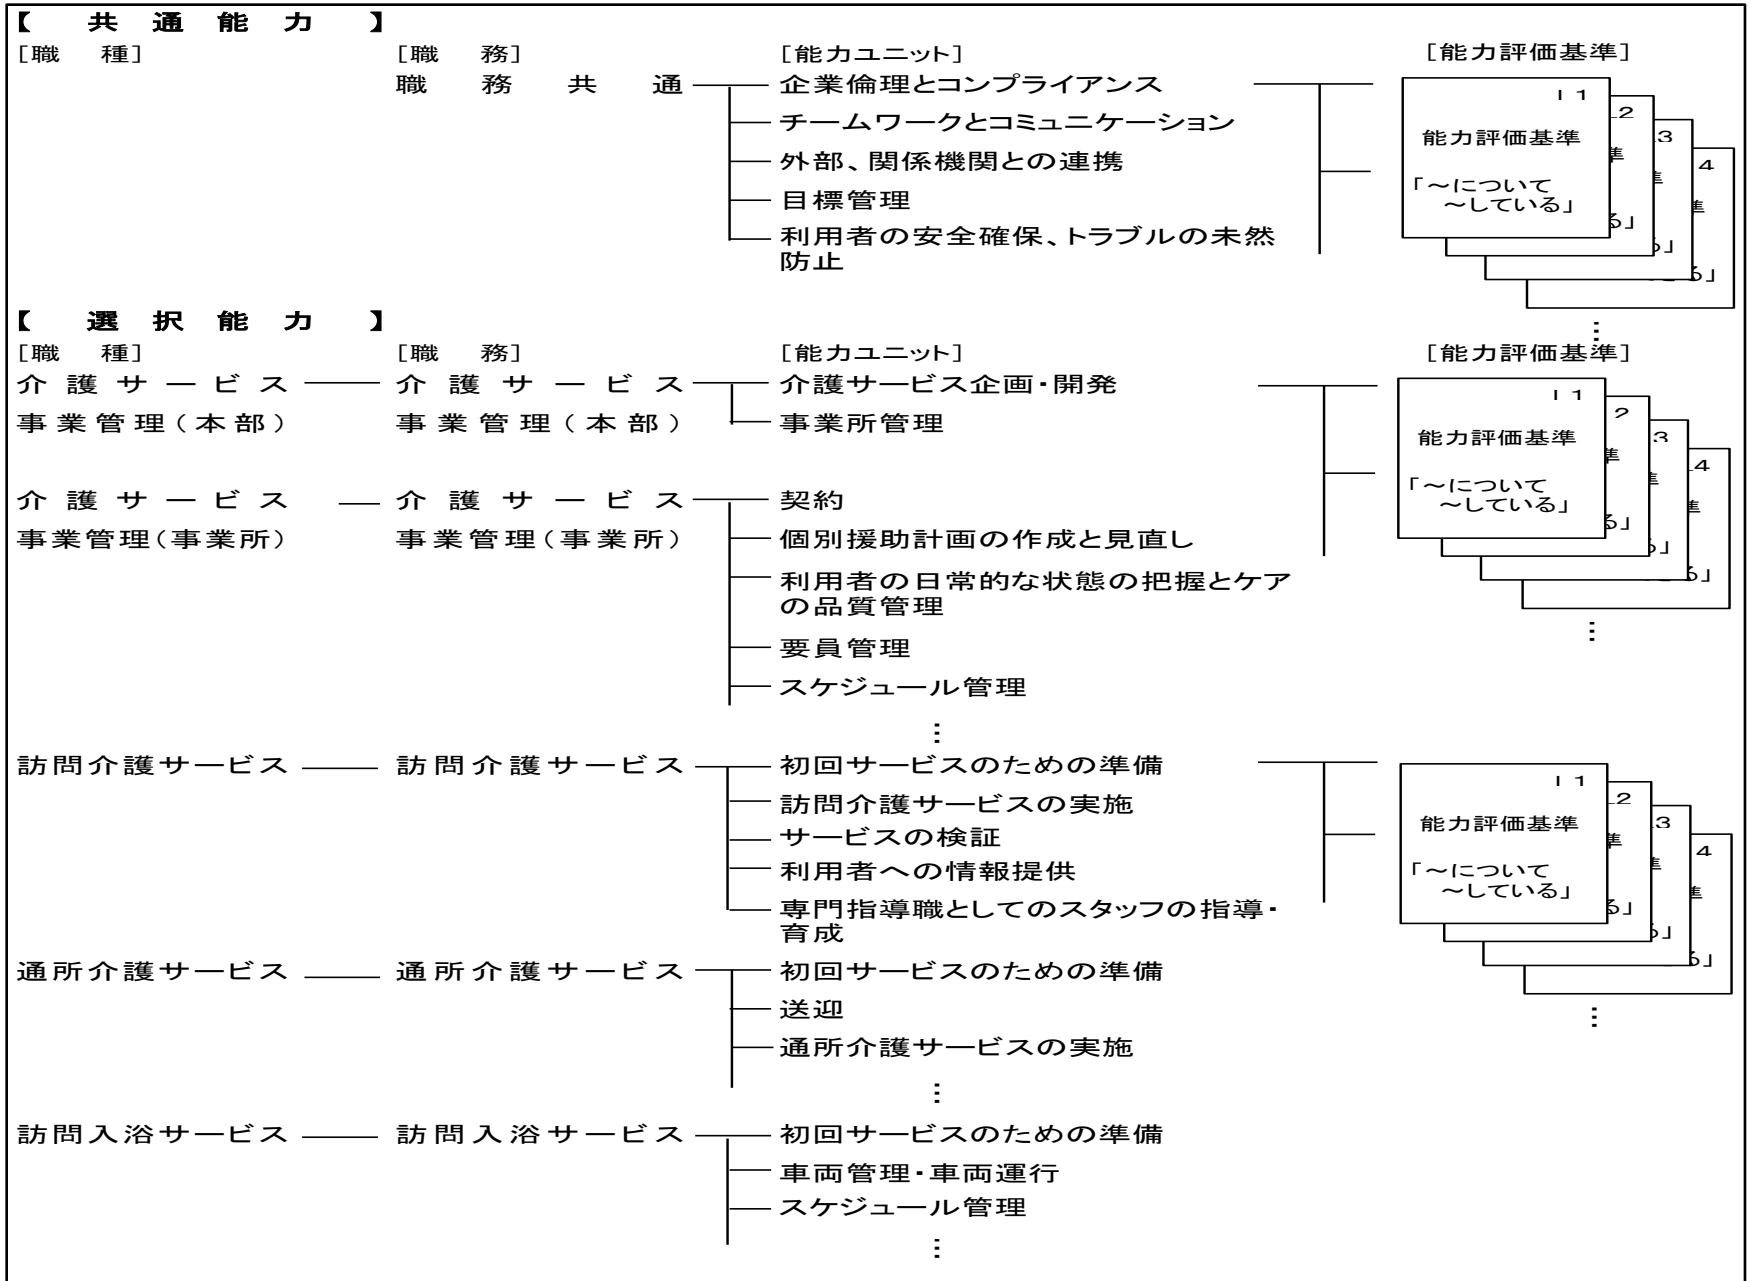 【 共通能力 】
[職 種] [職 務] [能力ユニット] [能力評価基準]
職務共通 企業倫理とコンプライアンス
チームワークとコミュニケーション
外部、関係機関との連携
目標管理
利用者の安全確保、トラブルの未然
防止
L1
能力評価基準
「～について
～している」
2
3
4
準
る」
…
【 選択能力 】
[職 種] [職 務] [能力ユニット] [能力評価基準]
介護サービス 介護サービス 介護サービス企画・開発
事業管理(本部) 事業管理(本部) 事業所管理
介護サービス 介護サービス 契約
事業管理(事業所) 事業管理(事業所) 個別援助計画の作成と見直し
利用者の日常的な状態の把握とケア
の品質管理
要員管理
スケジュール管理
…
L1
能力評価基準
「～について
～している」
2
3
4
準
る」
…
訪問介護サービス 訪問介護サービス 初回サービスのための準備
訪問介護サービスの実施
サービスの検証
利用者への情報提供
専門指導職としてのスタッフの指導・
育成
L1
能力評価基準
「～について
～している」
2
3
4
準
る」
…
通所介護サービス 通所介護サービス 初回サービスのための準備
送迎
通所介護サービスの実施
…
訪問入浴サービス 訪問入浴サービス 初回サービスのための準備
車両管理・車両運行
スケジュール管理
…